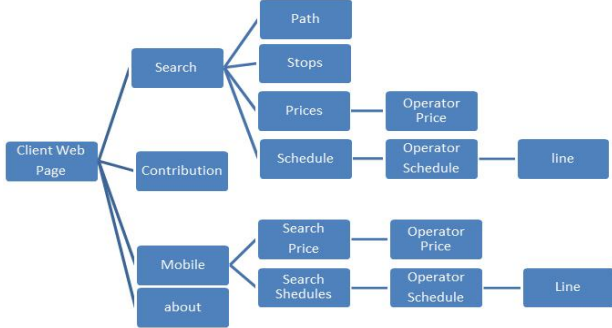 Path
Search
Stops
Prices
Operator
Price
Client Web
Page
Contribution
Schedule
Operator
Schedule
line
Mobile
Search
Price
Operator
Price
about
Search
Shedules
Operator
Schedule
Line